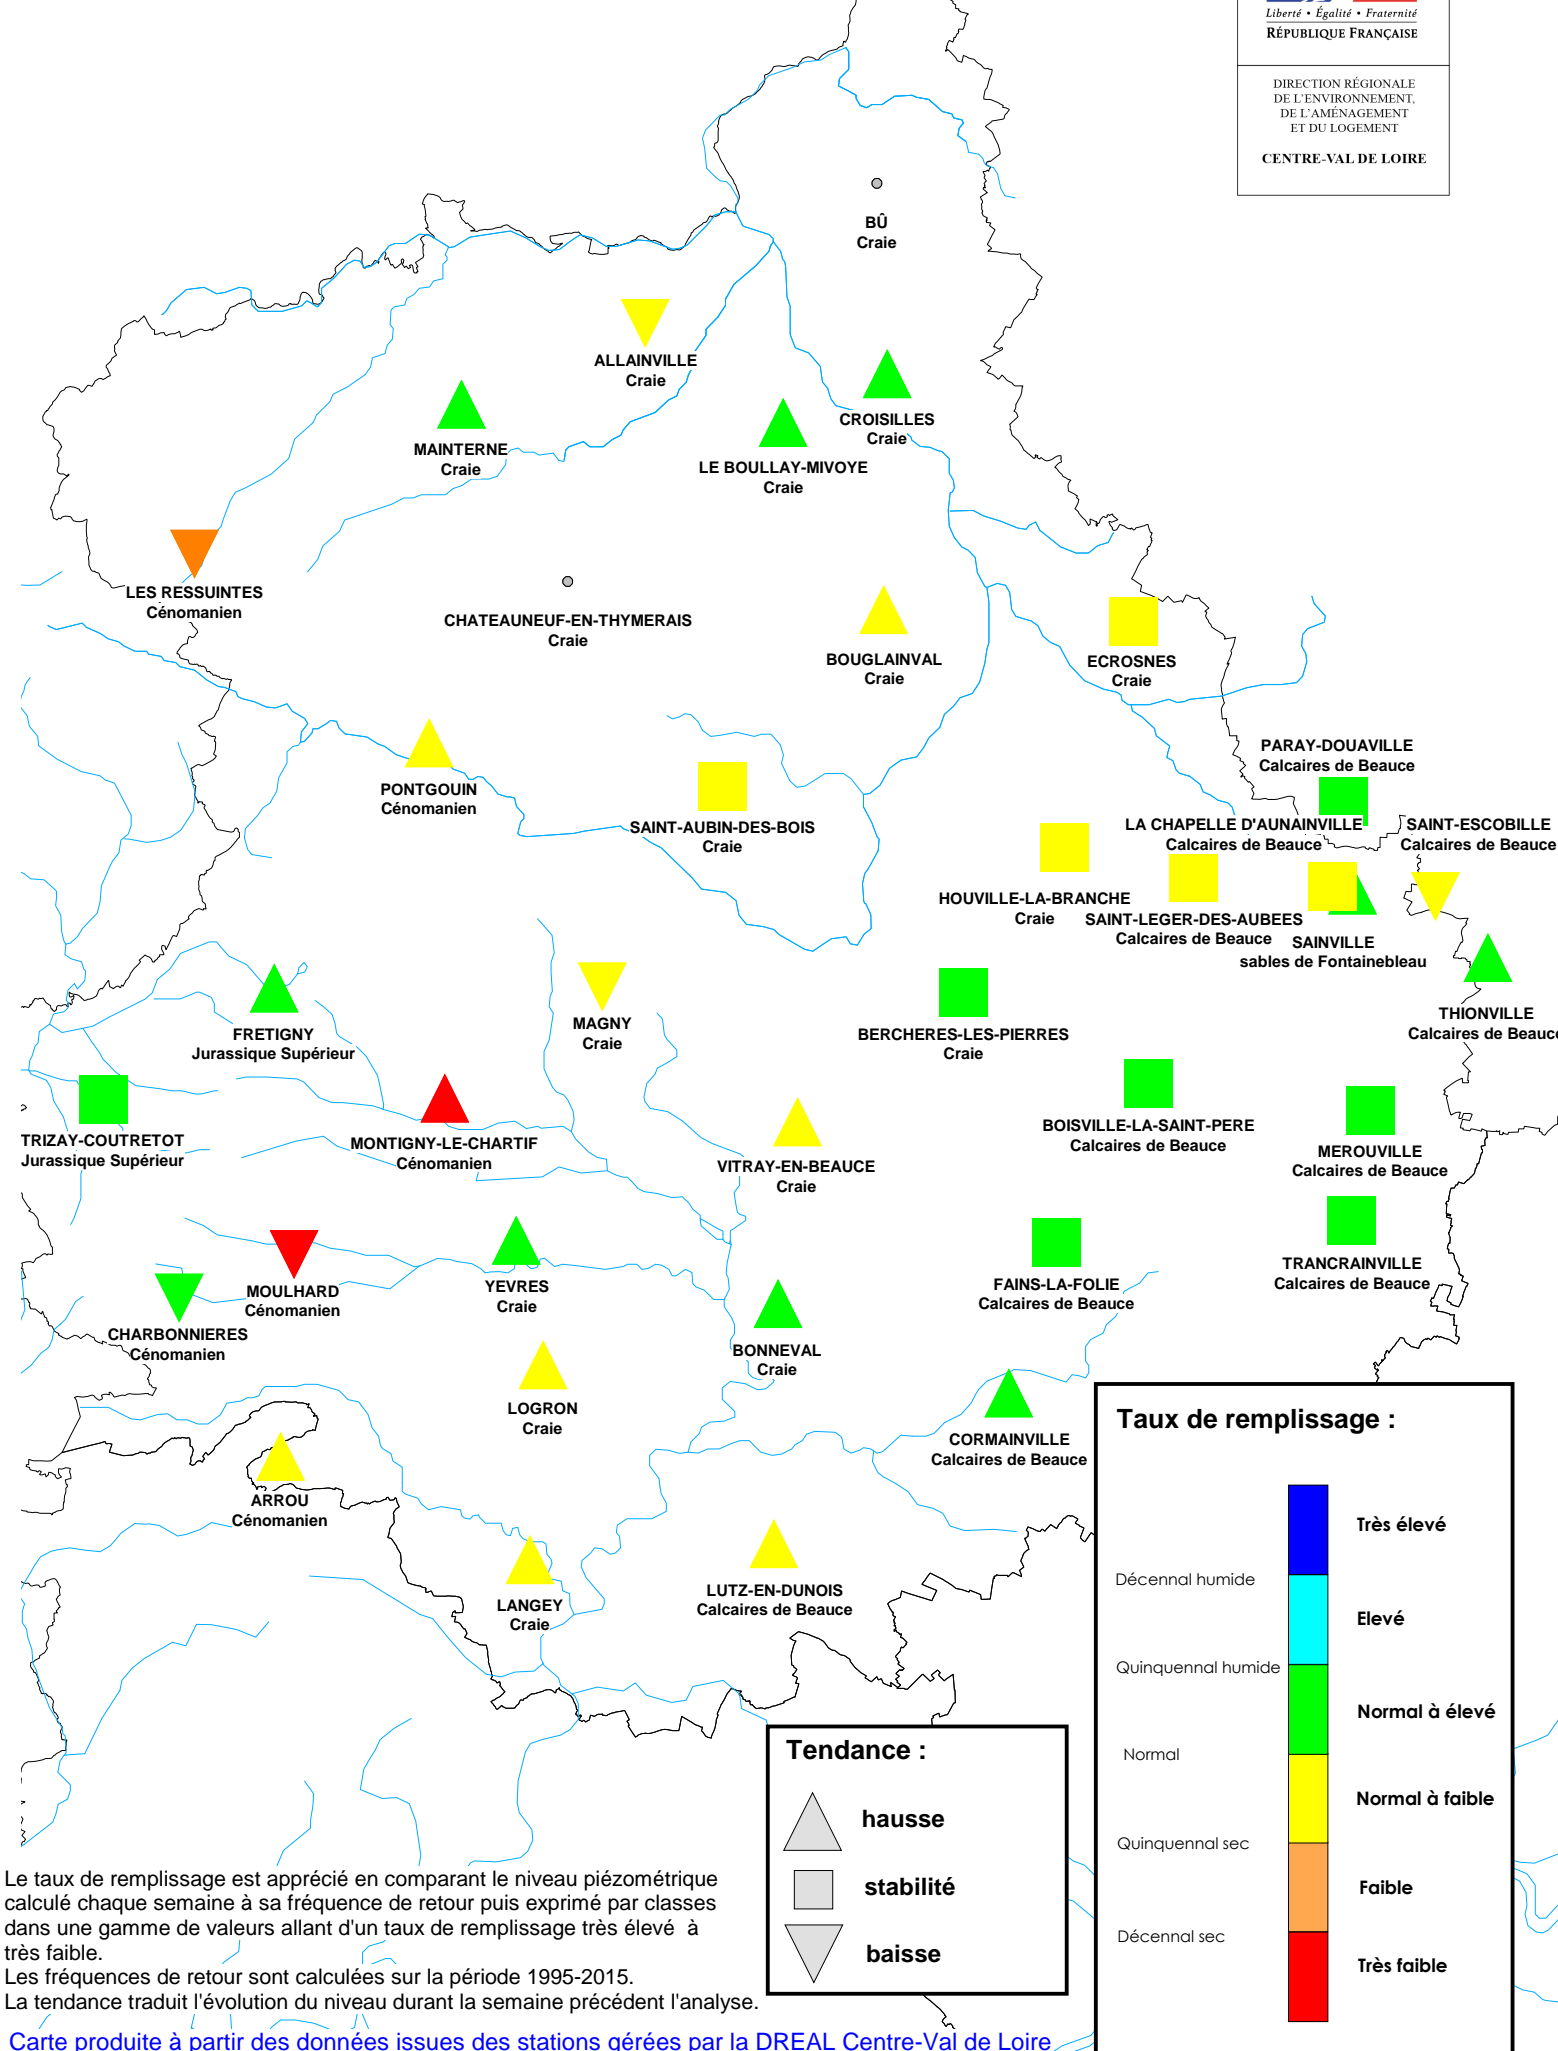 Liberté • Égalité • Fraternité
RÉPUBLIQUE FRANÇAISE
DIRECTION RÉGIONALE
DE L'ENVIRONNEMENT,
DE L'AMÉNAGEMENT
ET DU LOGEMENT
CENTRE-VAL DE LOIRE
BÛ
Craie
ALLAINVILLE
Craie
CROISILLES
Craie
MAINTERNE
Craie
LE BOULLAY-MIVOYE
Craie
LES RESSUINTES
Cénomanien
CHATEAUNEUF-EN-THYMERAIS
Craie
BOUGLAINVAL
Craie
ECROSNES
Craie
PARAY-DOUAVILLE
Calcaires de Beauce
PONTGOUIN
Cénomanien
SAINT-AUBIN-DES-BOIS
Craie
LA CHAPELLE D'AUNAINVILLE
Calcaires de Beauce
SAINT-ESCOBILLE
Calcaires de Beauce
HOUVILLE-LA-BRANCHE
Craie
SAINT-LEGER-DES-AUBEES
Calcaires de Beauce
SAINVILLE
sables de Fontainebleau
THIONVILLE
Calcaires de Beauce
FRETIGNY
Jurassique Supérieur
MAGNY
Craie
BERCHERES-LES-PIERRES
Craie
TRIZAY-COUTRETOT
Jurassique Supérieur
MONTIGNY-LE-CHARTIF
Cénomanien
VITRAY-EN-BEAUCE
Craie
BOISVILLE-LA-SAINT-PERE
Calcaires de Beauce
MEROUVILLE
Calcaires de Beauce
MOULHARD
Cénomanien
YEVRES
Craie
FAINS-LA-FOLIE
Calcaires de Beauce
TRANCRAINVILLE
Calcaires de Beauce
CHARBONNIERES
Cénomanien
BONNEVAL
Craie
LOGRON
Craie
CORMAINVILLE
Calcaires de Beauce
ARROU
Cénomanien
LANGEY
Craie
LUTZ-EN-DUNOIS
Calcaires de Beauce
Taux de remplissage :
Très élevé
Décennal humide
Elevé
Quinquennal humide
Normal à élevé
Normal
Normal à faible
Quinquennal sec
Faible
Décennal sec
Très faible
Tendance :
hausse
stabilité
baisse
Le taux de remplissage est apprécié en comparant le niveau piézométrique
calculé chaque semaine à sa fréquence de retour puis exprimé par classes
dans une gamme de valeurs allant d'un taux de remplissage très élevé à
très faible.
Les fréquences de retour sont calculées sur la période 1995-2015.
La tendance traduit l'évolution du niveau durant la semaine précédent l'analyse.
Carte produite à partir des données issues des stations gérées par la DREAL Centre-Val de Loire